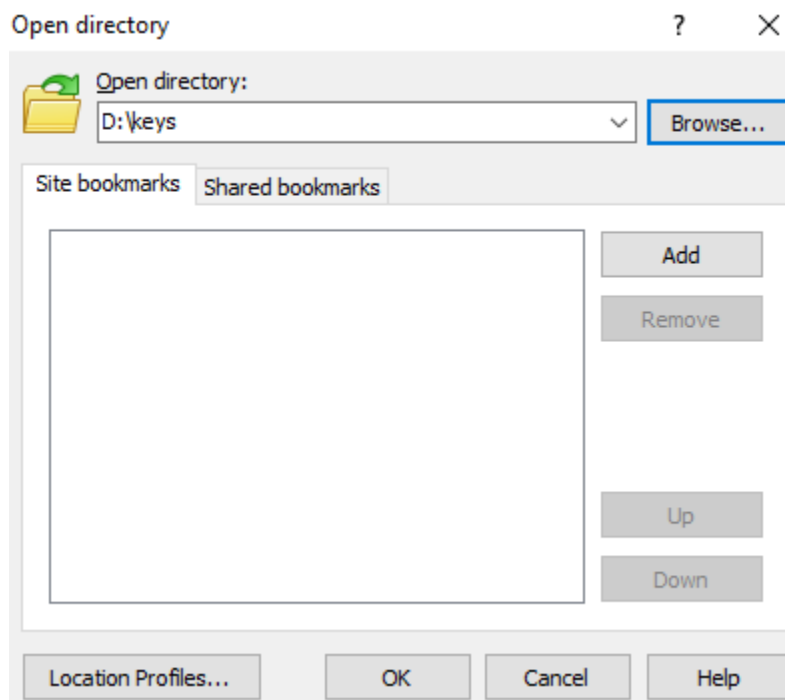 Open directory
?
Open directory:
D:\keys
Browse...
Site bookmarks
Shared bookmarks
Add
Remove
Up
Down
Location Profiles...
OK
Cancel
Help